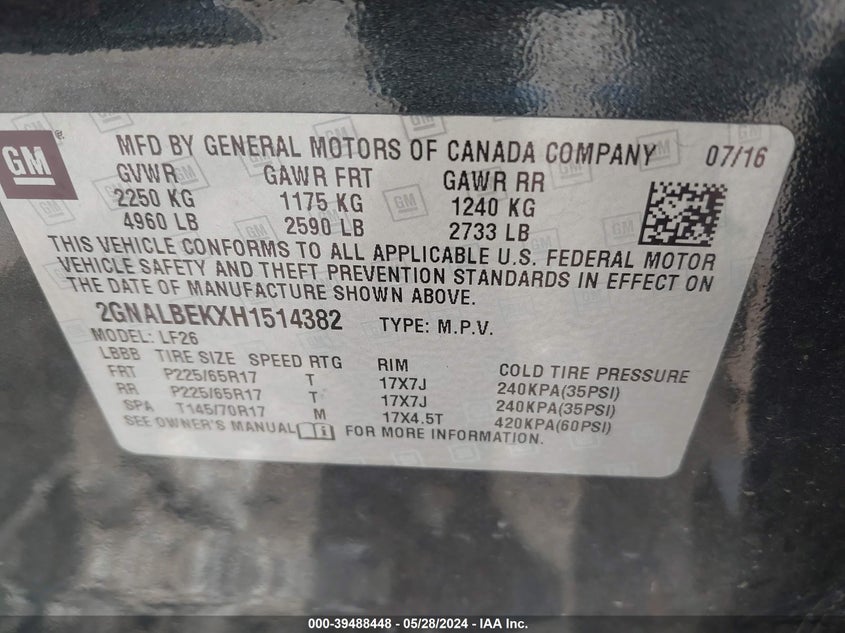 GM ®
MFD BY GENERAL MOTORS OF CANADA COMPANY 07/16
GVWR GAWR FRT GAWR RR
2250 KG 1175 KG 1240 KG
4960 LB 2590 LB 2733 LB
THIS VEHICLE CONFORMS TO ALL APPLICABLE U.S. FEDERAL MOTOR
VEHICLE SAFETY AND THEFT PREVENTION STANDARDS IN EFFECT ON
THE DATE OF MANUFACTURE SHOWN ABOVE.
2GNALBEKXH1514382 TYPE: M.P.V.
MODEL: LF26
LBBB TIRE SIZE SPEED RTG RIM COLD TIRE PRESSURE
FRT P225/65R17 T 17X7J 240KPA(35PSI)
RR P225/65R17 T 17X7J 240KPA(35PSI)
SPA T145/70R17 M 17X4.5T 420KPA(60PSI)
SEE OWNER'S MANUAL FOR MORE INFORMATION.
000-39488448 - 05/28/2024 - IAA Inc.